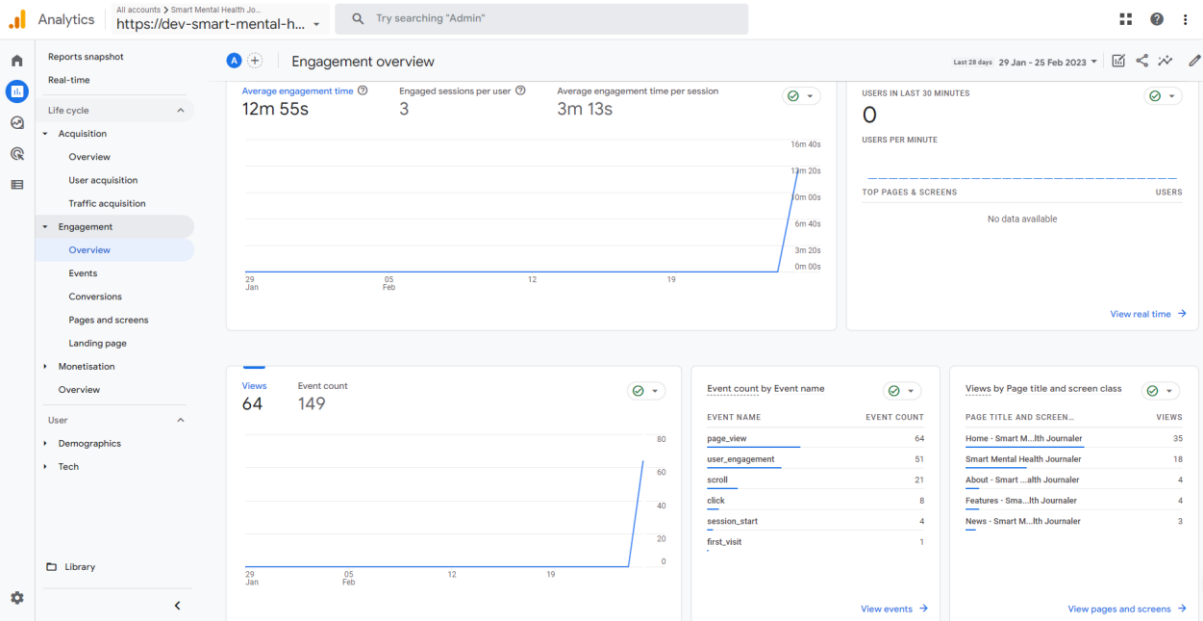 Analytics
All accounts > Smart Mental Health Jo...
https://dev-smart-mental-h...
Try searching "Admin"
Reports snapshot
Real-time
Life cycle
Acquisition
Overview
User acquisition
Traffic acquisition
Engagement
Overview
Events
Conversions
Pages and screens
Landing page
Monetisation
Overview
User
Demographics
Tech
Library
A
Engagement overview
Last 28 days 29 Jan - 25 Feb 2023
Average engagement time
12m 55s
Engaged sessions per user
3
Average engagement time per session
3m 13s
16m 40s
13m 20s
10m 00s
6m 40s
3m 20s
0m 00s
29 Jan
05 Feb
12
19
USERS IN LAST 30 MINUTES
0
USERS PER MINUTE
TOP PAGES & SCREENS USERS
No data available
View real time
Views
64
Event count
149
80
60
40
20
0
29 Jan
05 Feb
12
19
Event count by Event name
EVENT NAME EVENT COUNT
page_view 64
user_engagement 51
scroll 21
click 8
session_start 4
first_visit 1
View events
Views by Page title and screen class
PAGE TITLE AND SCREEN... VIEWS
Home - Smart M...lth Journaler 35
Smart Mental Health Journaler 18
About - Smart ...alth Journaler 4
Features - Sma...lth Journaler 4
News - Smart M...lth Journaler 3
View pages and screens